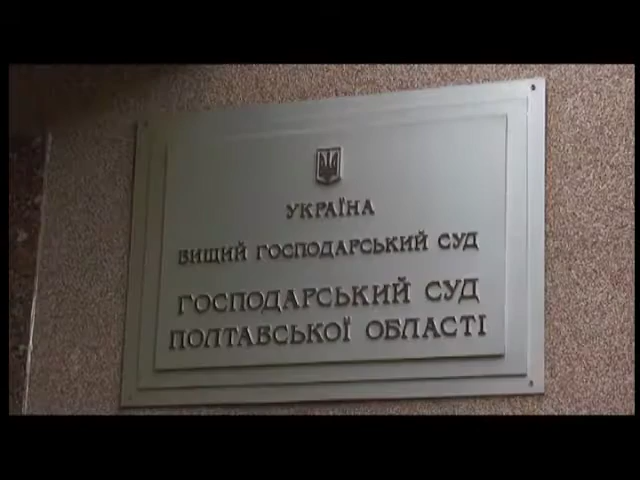 УКРАЇНА
ВИЩИЙ ГОСПОДАРСЬКИЙ СУД
ГОСПОДАРСЬКИЙ СУД
ПОЛТАВСЬКОЇ ОБЛАСТІ